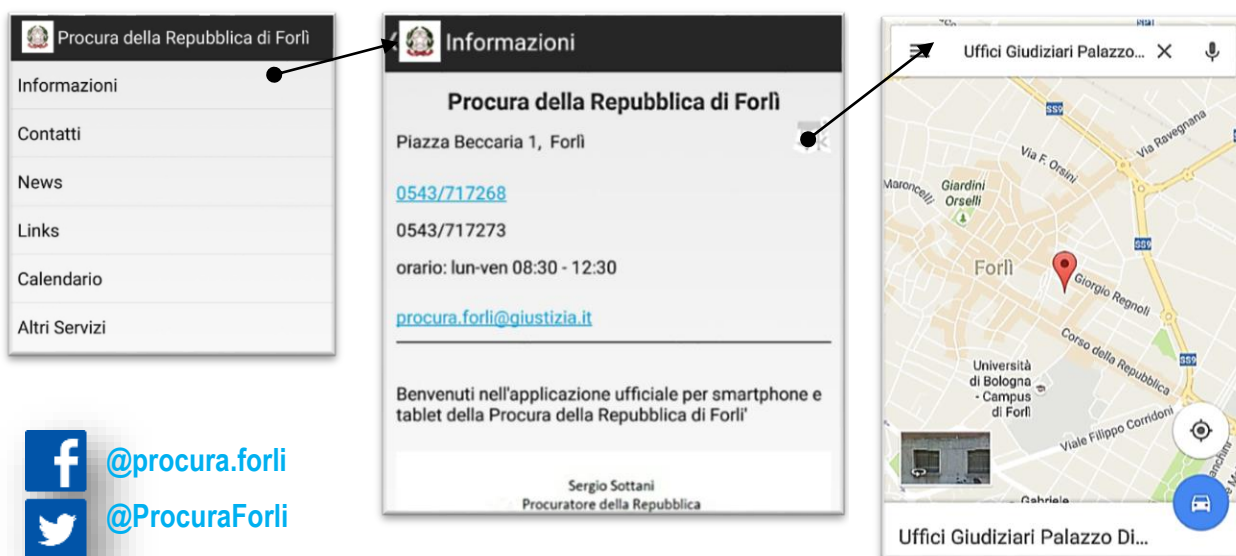 Procura della Repubblica di Forlì
Informazioni
Contatti
News
Links
Calendario
Altri Servizi
@procura.forli
@ProcuraForli
Informazioni
Procura della Repubblica di Forlì
Piazza Beccaria 1, Forlì
0543/717268
0543/717273
orario: lun-ven 08:30 - 12:30
procura.forli@giustizia.it
Benvenuti nell'applicazione ufficiale per smartphone e
tablet della Procura della Repubblica di Forli'
Sergio Sottani
Procuratore della Repubblica
Uffici Giudiziari Palazzo...
SS9
Via Ravegnana
Via F. Orsini
Maroncelli
Giardini
Orselli
SS9
Forlì
Giorgio Regnoli
Corso della Repubblica
SS9
Università
di Bologna
- Campus
di Forlì
Viale Filippo Corridoni
Gabriele
Uffici Giudiziari Palazzo Di...